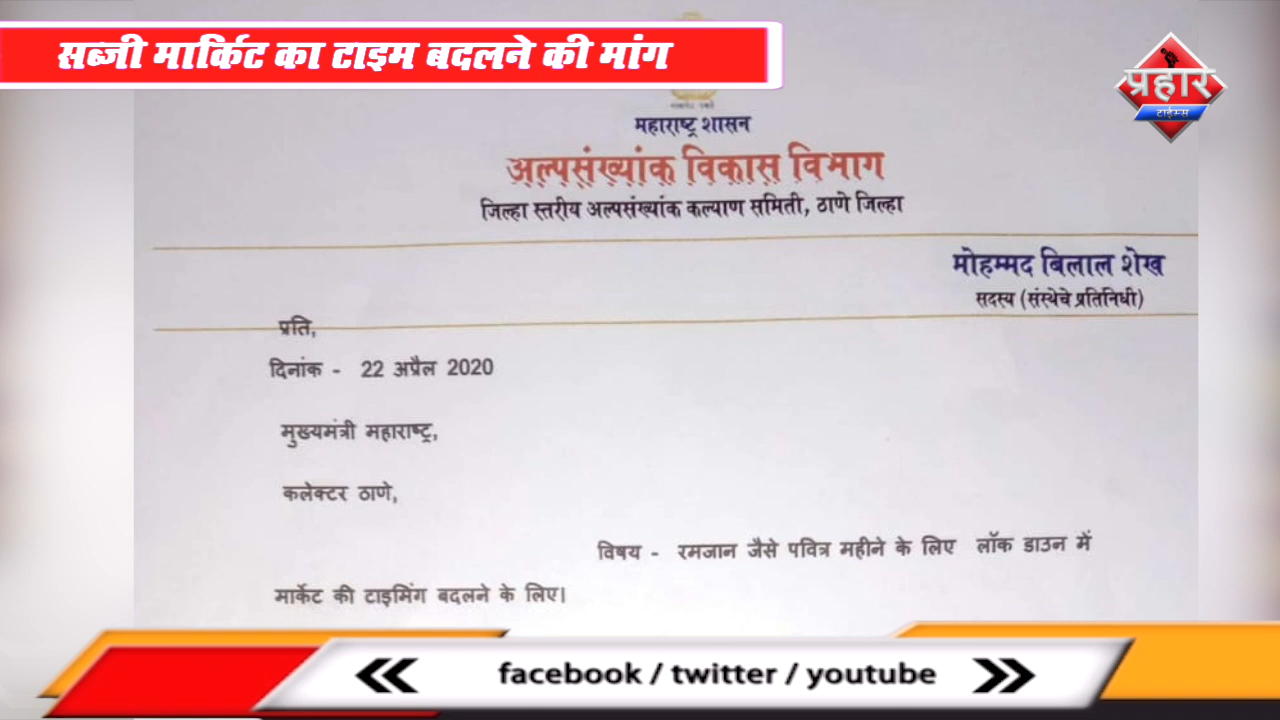 सब्जी मार्किट का टाइम बदलने की मांग
प्रहार
टाईम्स
महाराष्ट्र शासन
अल्पसंख्यांक विकास विभाग
जिल्हा स्तरीय अल्पसंख्यांक कल्याण समिती, ठाणे जिल्हा
मोहम्मद बिलाल शेख
सदस्य (संस्थेचे प्रतिनिधी)
प्रति,
दिनांक - 22 अप्रैल 2020
मुख्यमंत्री महाराष्ट्र,
कलेक्टर ठाणे,
विषय - रमजान जैसे पवित्र महीने के लिए लॉक डाउन में
मार्केट की टाइमिंग बदलने के लिए।
facebook / twitter / youtube